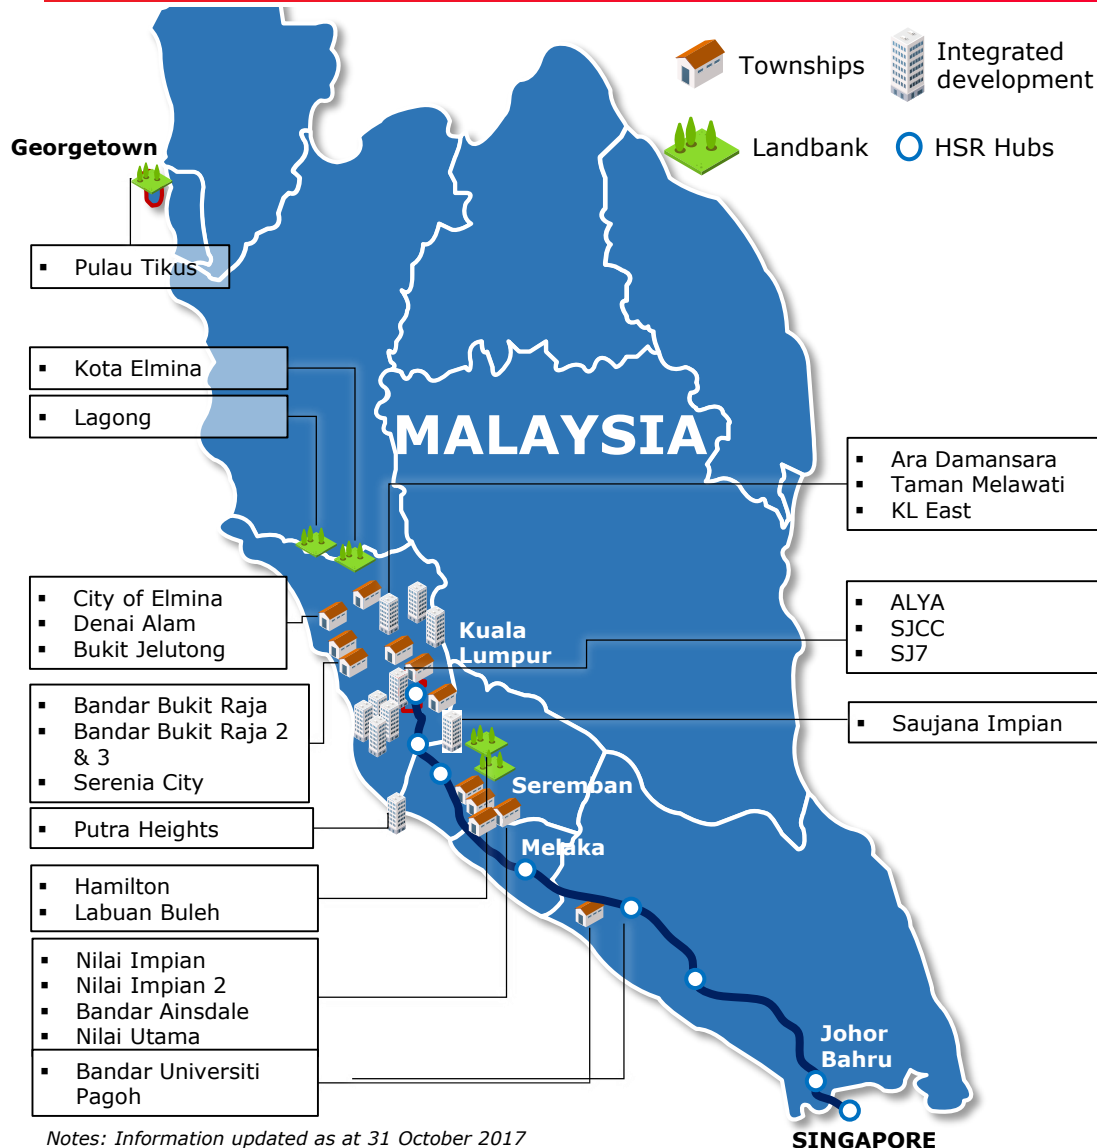 Townships
Integrated
development
Landbank
HSR Hubs
Georgetown
▪ Pulau Tikus
▪ Kota Elmina
▪ Lagong
MALAYSIA
▪ Ara Damansara
▪ Taman Melawati
▪ KL East
▪ City of Elmina
▪ Denai Alam
▪ Bukit Jelutong
Kuala
Lumpur
▪ ALYA
▪ SJCC
▪ SJ7
▪ Bandar Bukit Raja
▪ Bandar Bukit Raja 2
& 3
▪ Serenia City
▪ Saujana Impian
Seremban
▪ Putra Heights
Melaka
▪ Hamilton
▪ Labuan Buleh
▪ Nilai Impian
▪ Nilai Impian 2
▪ Bandar Ainsdale
▪ Nilai Utama
▪ Bandar Universiti
Pagoh
Johor
Bahru
SINGAPORE
Notes: Information updated as at 31 October 2017